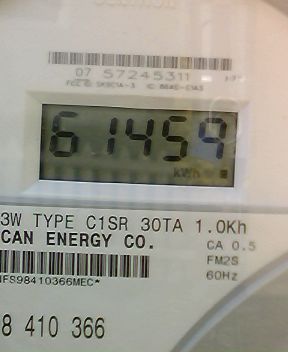 07 57245311
61459
kWh
3W TYPE C1SR 30TA 1.0Kh
CAN ENERGY CO.
CA 0.5
FM2S
60Hz
IFS98410366MEC*
8 410 366